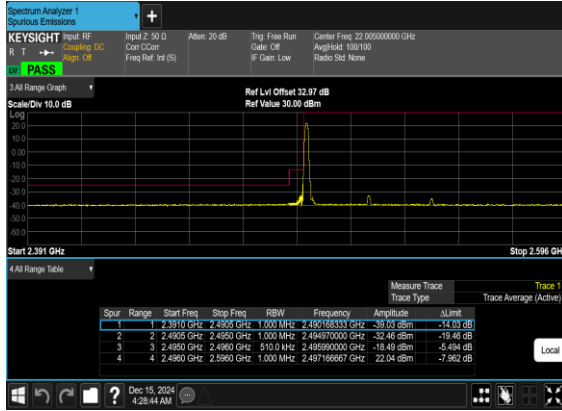 Spectrum Analyzer 1
Spurious Emissions
+
KEYSIGHT Input: RF Input Z: 50 Ω Atten: 20 dB Trig: Free Run Center Freq: 22.005000000 GHz
R T Coupling: DC Corr CCorr Gate: Off Avg|Hold: 100/100
Align: Off Freq Ref: Int (S) IF Gain: Low Radio Std: None
PASS
3 All Range Graph Ref Lvl Offset 32.97 dB
Scale/Div 10.0 dB Ref Value 30.00 dBm
Log
20.0
10.0
0.00
-10.0
-20.0
-30.0
-40.0
-50.0
-60.0
Start 2.391 GHz Stop 2.596 GHz
4 All Range Table
Measure Trace Trace 1
Trace Type Trace Average (Active)
Spur Range Start Freq Stop Freq RBW Frequency Amplitude ΔLimit
1 1 2.3910 GHz 2.4905 GHz 1.000 MHz 2.490168333 GHz -39.03 dBm -14.03 dB
2 2 2.4905 GHz 2.4950 GHz 1.000 MHz 2.494970000 GHz -32.46 dBm -19.46 dB
3 3 2.4950 GHz 2.4960 GHz 510.0 kHz 2.495990000 GHz -18.49 dBm -5.494 dB
4 4 2.4960 GHz 2.5960 GHz 1.000 MHz 2.497166667 GHz 22.04 dBm -7.962 dB
Local
? Dec 15, 2024
4:28:44 AM